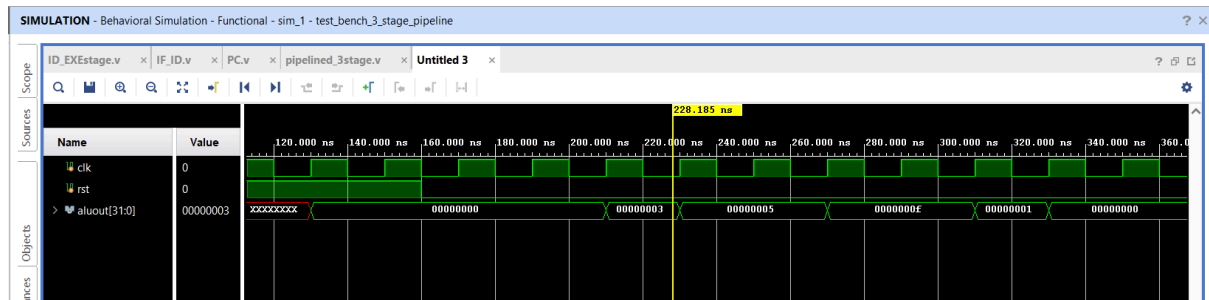 SIMULATION - Behavioral Simulation - Functional - sim_1 - test_bench_3_stage_pipeline ? ×
ID_EXEstage.v × IF_ID.v × PC.v × pipelined_3stage.v × Untitled 3 ×
Scope
Sources
Objects
228.185 ns
Name Value
120.000 ns 140.000 ns 160.000 ns 180.000 ns 200.000 ns 220.000 ns 240.000 ns 260.000 ns 280.000 ns 300.000 ns 320.000 ns 340.000 ns 360.0
clk 0
rst 0
aluout[31:0] 00000003 XXXXXXXX 00000000 00000003 00000005 0000000f 00000001 00000000